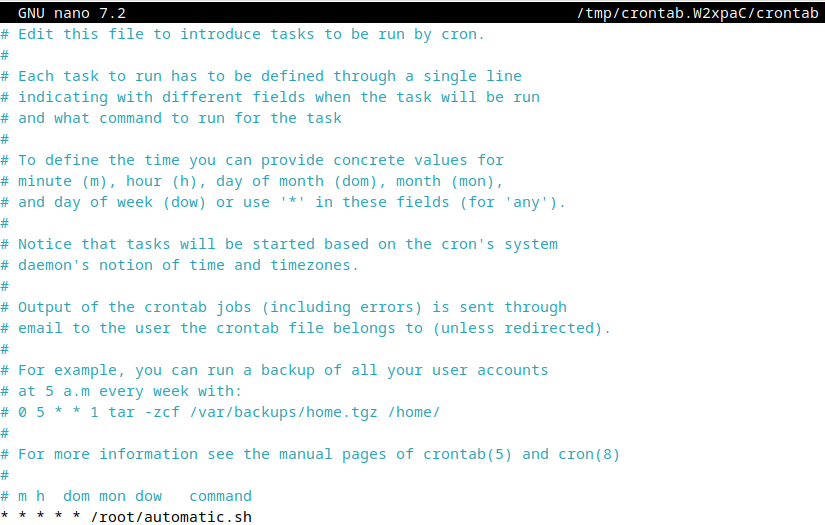 GNU nano 7.2 /tmp/crontab.W2xpaC/crontab
# Edit this file to introduce tasks to be run by cron.
#
# Each task to run has to be defined through a single line
# indicating with different fields when the task will be run
# and what command to run for the task
#
# To define the time you can provide concrete values for
# minute (m), hour (h), day of month (dom), month (mon),
# and day of week (dow) or use '*' in these fields (for 'any').
#
# Notice that tasks will be started based on the cron's system
# daemon's notion of time and timezones.
#
# Output of the crontab jobs (including errors) is sent through
# email to the user the crontab file belongs to (unless redirected).
#
# For example, you can run a backup of all your user accounts
# at 5 a.m every week with:
# 0 5 * * 1 tar -zcf /var/backups/home.tgz /home/
#
# For more information see the manual pages of crontab(5) and cron(8)
#
# m h  dom mon dow   command
* * * * * /root/automatic.sh